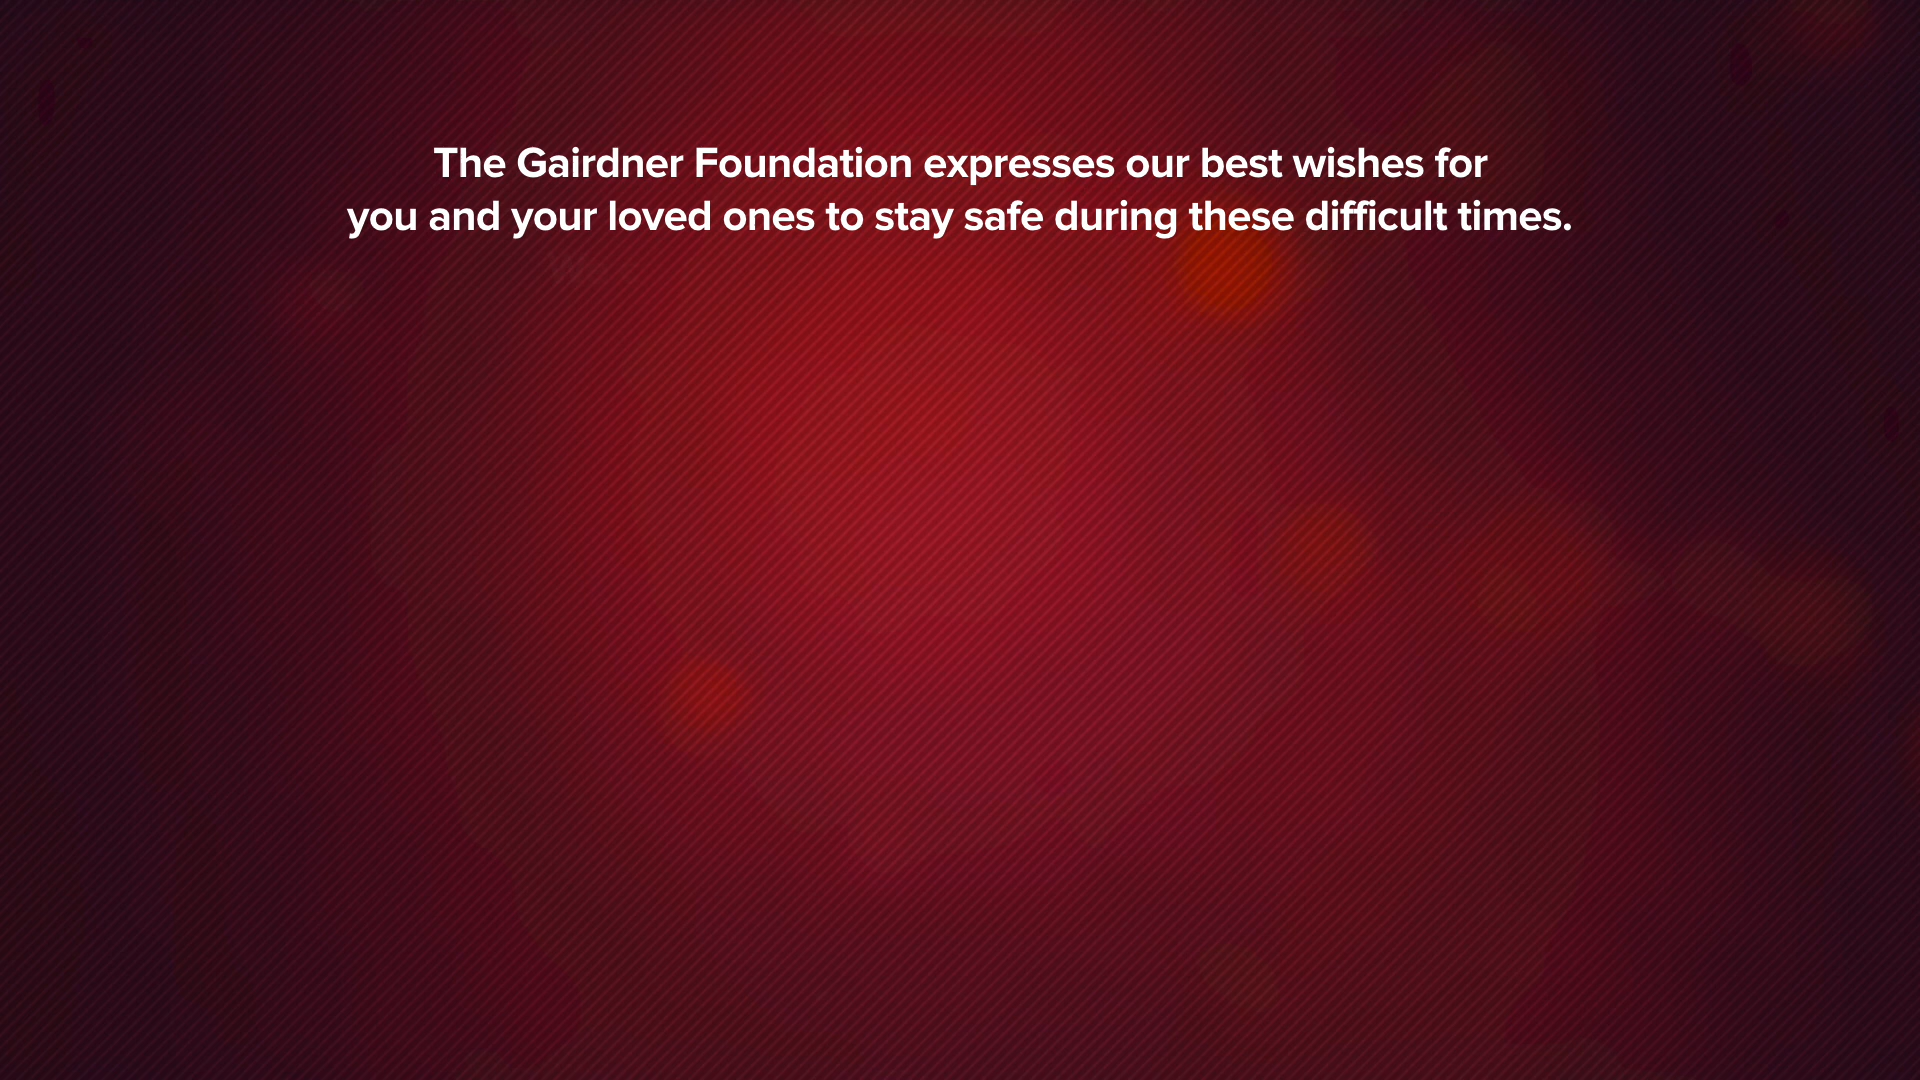 The Gairdner Foundation expresses our best wishes for
you and your loved ones to stay safe during these difficult times.